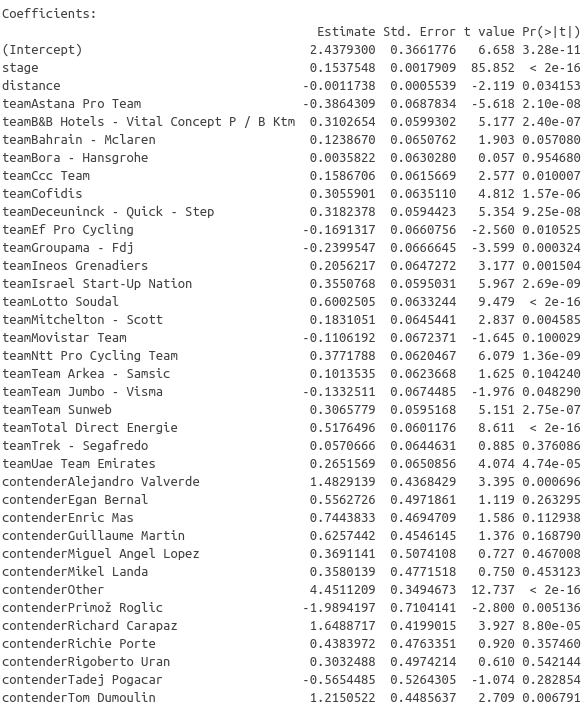 Coefficients:
Estimate Std. Error t value Pr(>|t|)
(Intercept) 2.4379300 0.3661776 6.658 3.28e-11
stage 0.1537548 0.0017909 85.852 < 2e-16
distance -0.0011738 0.0005539 -2.119 0.034153
teamAstana Pro Team -0.3864309 0.0687834 -5.618 2.10e-08
teamB&B Hotels - Vital Concept P / B Ktm 0.3102654 0.0599302 5.177 2.40e-07
teamBahrain - Mclaren 0.1238670 0.0650762 1.903 0.057080
teamBora - Hansgrohe 0.0035822 0.0630280 0.057 0.954680
teamCcc Team 0.1586706 0.0615669 2.577 0.010007
teamCofidis 0.3055901 0.0635110 4.812 1.57e-06
teamDeceuninck - Quick - Step 0.3182378 0.0594423 5.354 9.25e-08
teamEf Pro Cycling -0.1691317 0.0660756 -2.560 0.010525
teamGroupama - Fdj -0.2399547 0.0666645 -3.599 0.000324
teamIneos Grenadiers 0.2056217 0.0647272 3.177 0.001504
teamIsrael Start-Up Nation 0.3550768 0.0595031 5.967 2.69e-09
teamLotto Soudal 0.6002505 0.0633244 9.479 < 2e-16
teamMitchelton - Scott 0.1831051 0.0645441 2.837 0.004585
teamMovistar Team -0.1106192 0.0672371 -1.645 0.100029
teamNtt Pro Cycling Team 0.3771788 0.0620467 6.079 1.36e-09
teamTeam Arkea - Samsic 0.1013535 0.0623668 1.625 0.104240
teamTeam Jumbo - Visma -0.1332511 0.0674485 -1.976 0.048290
teamTeam Sunweb 0.3065779 0.0595168 5.151 2.75e-07
teamTotal Direct Energie 0.5176496 0.0601176 8.611 < 2e-16
teamTrek - Segafredo 0.0570666 0.0644631 0.885 0.376086
teamUae Team Emirates 0.2651569 0.0650856 4.074 4.74e-05
contenderAlejandro Valverde 1.4829139 0.4368429 3.395 0.000696
contenderEgan Bernal 0.5562726 0.4971861 1.119 0.263295
contenderEnric Mas 0.7443833 0.4694709 1.586 0.112938
contenderGuillaume Martin 0.6257442 0.4546145 1.376 0.168790
contenderMiguel Angel Lopez 0.3691141 0.5074108 0.727 0.467008
contenderMikel Landa 0.3580139 0.4771518 0.750 0.453123
contenderOther 4.4511209 0.3494673 12.737 < 2e-16
contenderPrimož Roglic -1.9894197 0.7104141 -2.800 0.005136
contenderRichard Carapaz 1.6488717 0.4199015 3.927 8.80e-05
contenderRichie Porte 0.4383972 0.4763351 0.920 0.357460
contenderRigoberto Uran 0.3032488 0.4974214 0.610 0.542144
contenderTadej Pogacar -0.5654485 0.5264305 -1.074 0.282854
contenderTom Dumoulin 1.2150522 0.4485637 2.709 0.006791